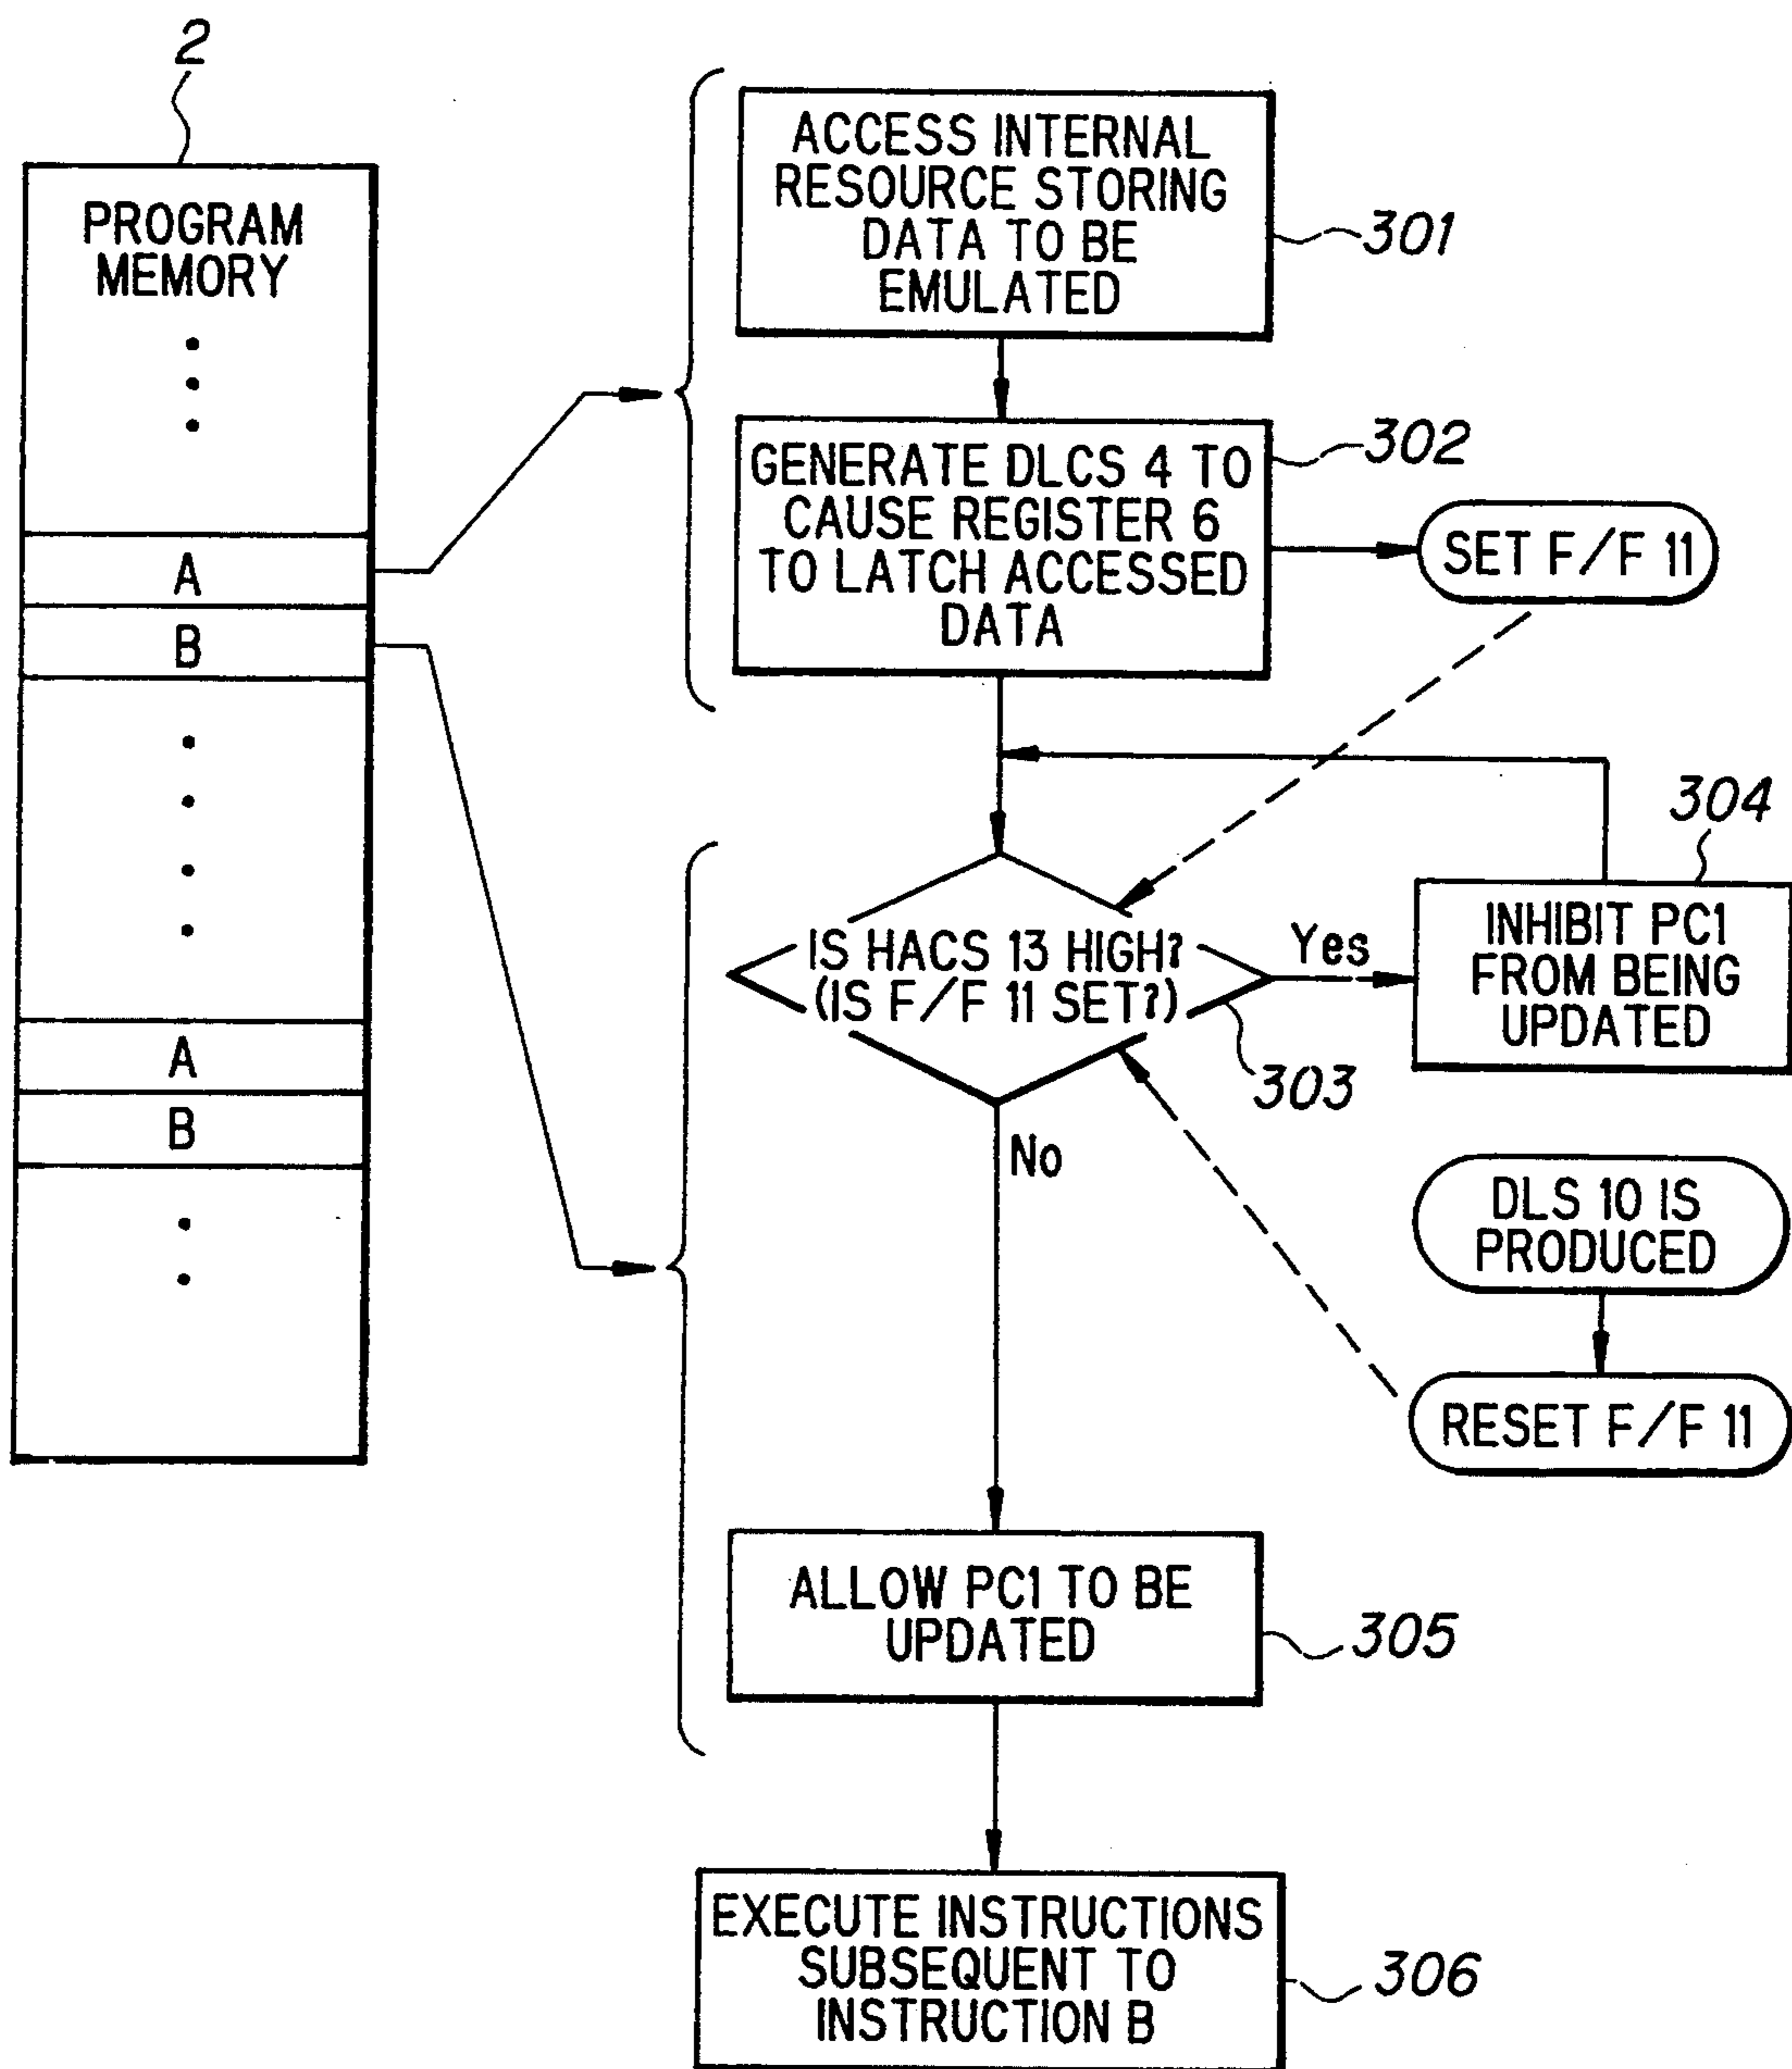 2
PROGRAM
MEMORY
A
B
A
B
ACCESS INTERNAL
RESOURCE STORING
DATA TO BE
EMULATED
301
GENERATE DLCS 4 TO
CAUSE REGISTER 6
TO LATCH ACCESSED
DATA
302
SET F/F 11
IS HACS 13 HIGH?
(IS F/F 11 SET?)
303
Yes
304
INHIBIT PC1
FROM BEING
UPDATED
No
DLS 10 IS
PRODUCED
RESET F/F 11
ALLOW PC1 TO BE
UPDATED
305
EXECUTE INSTRUCTIONS
SUBSEQUENT TO
INSTRUCTION B
306